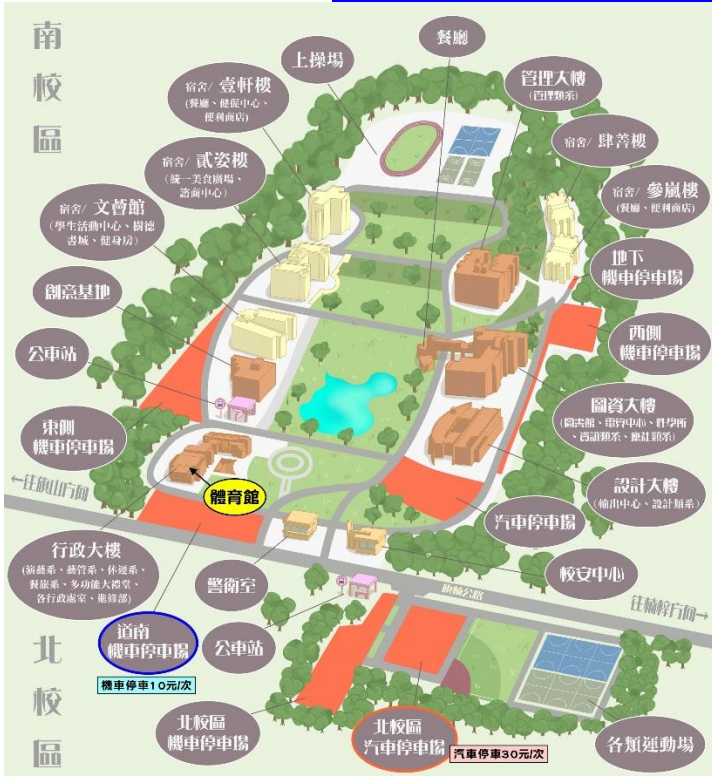 南
校
區
餐廳
上操場
宿舍/ 壹軒樓
(餐廳、健促中心、
便利商店)
管理大樓
(管理類系)
宿舍/ 肆善樓
宿舍/ 貳姿樓
(統一美食廣場、
諮商中心)
宿舍/ 參嵐樓
(餐廳、便利商店)
宿舍/ 文薈館
(學生活動中心、樹德
書城、健身房)
地下
機車停車場
創意基地
西側
機車停車場
公車站
圖資大樓
(圖書館、電算中心、性學所
、資訊類系、應社類系)
東側
機車停車場
設計大樓
(輸出中心、設計類系)
←往旗山方向
體育館
汽車停車場
行政大樓
(演藝系、藝管系、休運系、
餐旅系、多功能大禮堂、
各行政處室、進修部)
警衛室
校安中心
旗楠公路
往楠梓方向→
道南
機車停車場
公車站
機車停車10元/次
北
校
區
北校區
機車停車場
北校區
汽車停車場
汽車停車30元/次
各類運動場